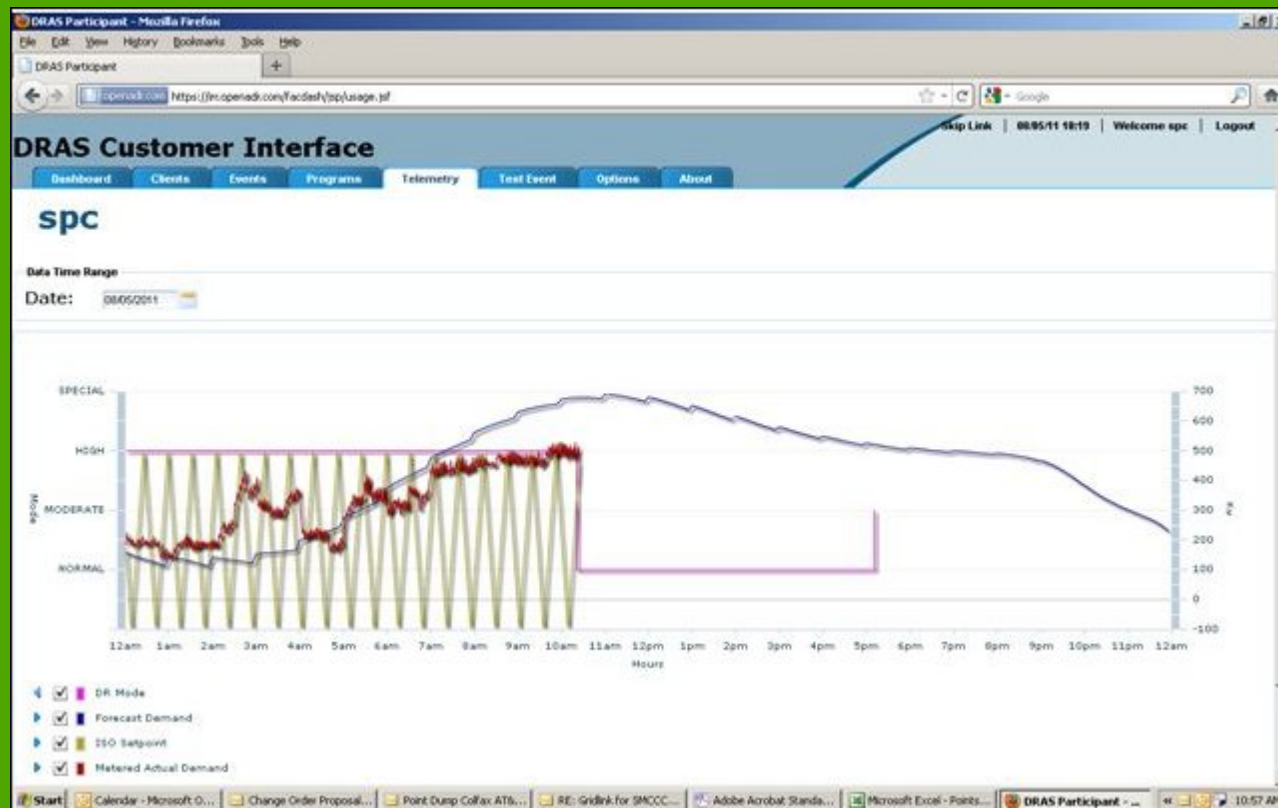 DRAS Participant - Mozilla Firefox
File Edit View History Bookmarks Tools Help
DRAS Participant +
openadr.com https://irr.openadr.com/facdash/jsp/usage.jsf
Google
Skip Link | 08/05/11 10:19 | Welcome spc | Logout
DRAS Customer Interface
Dashboard Clients Events Programs Telemetry Test Event Options About
spc
Data Time Range
Date: 08/05/2011
SPECIAL
HIGH
MODERATE
NORMAL
Mode
700
600
500
400
300
200
100
0
-100
12am 1am 2am 3am 4am 5am 6am 7am 8am 9am 10am 11am 12pm 1pm 2pm 3pm 4pm 5pm 6pm 7pm 8pm 9pm 10pm 11pm 12am
Hours
DR Mode
Forecast Demand
ISO Setpoint
Metered Actual Demand
Start Calendar - Microsoft O... Change Order Proposal... Point Dump Colfax AT&... RE: Gridlink for SMCCC... Adobe Acrobat Standa... Microsoft Excel - Points... DRAS Participant - ... 10:57 AM